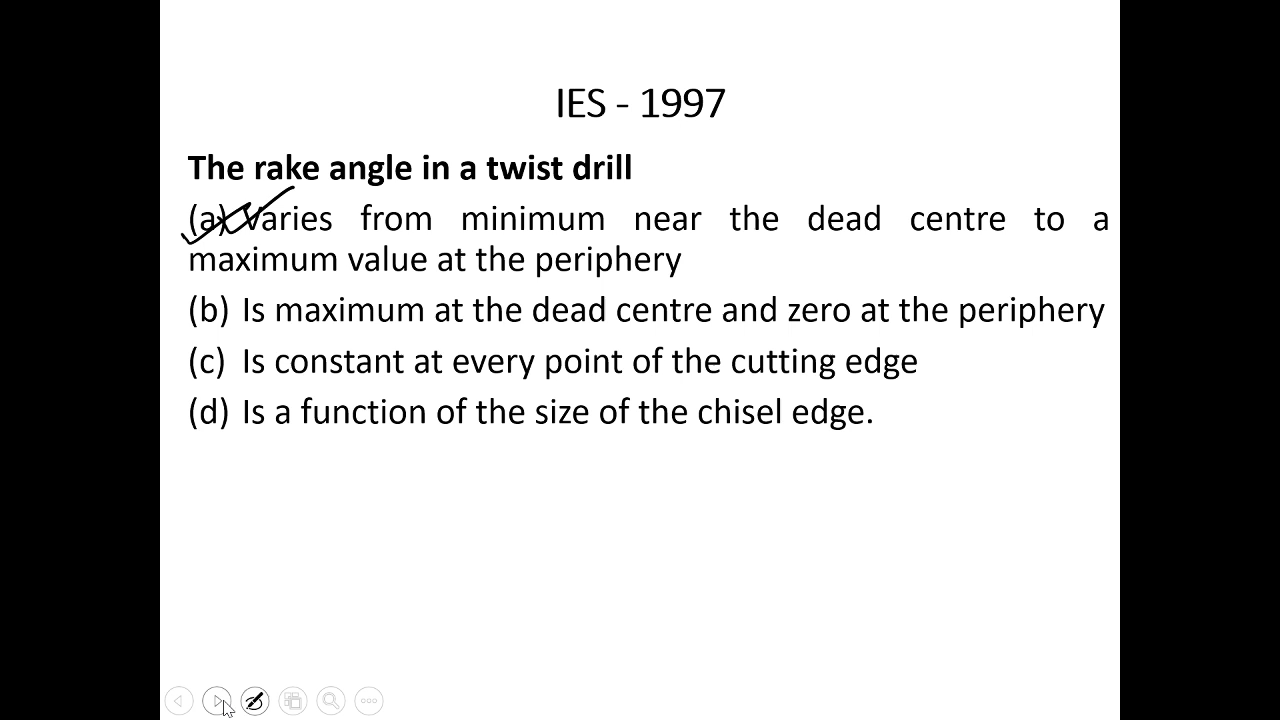 IES - 1997
The rake angle in a twist drill
(a) Varies from minimum near the dead centre to a
maximum value at the periphery
(b) Is maximum at the dead centre and zero at the periphery
(c) Is constant at every point of the cutting edge
(d) Is a function of the size of the chisel edge.